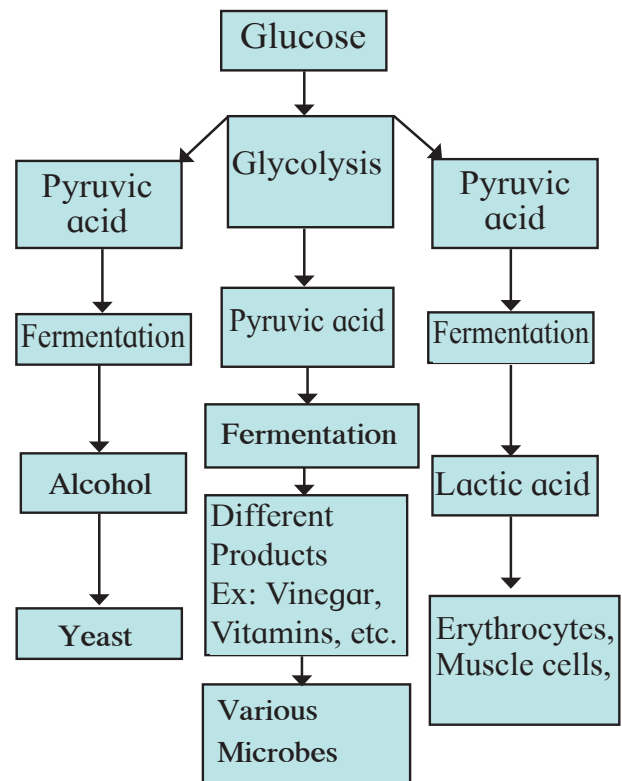 Glucose
Glycolysis
Pyruvic
acid
Pyruvic
acid
Fermentation
Pyruvic acid
Fermentation
Fermentation
Alcohol
Lactic acid
Different
Products
Ex: Vinegar,
Vitamins, etc.
Yeast
Erythrocytes,
Muscle cells,
Various
Microbes